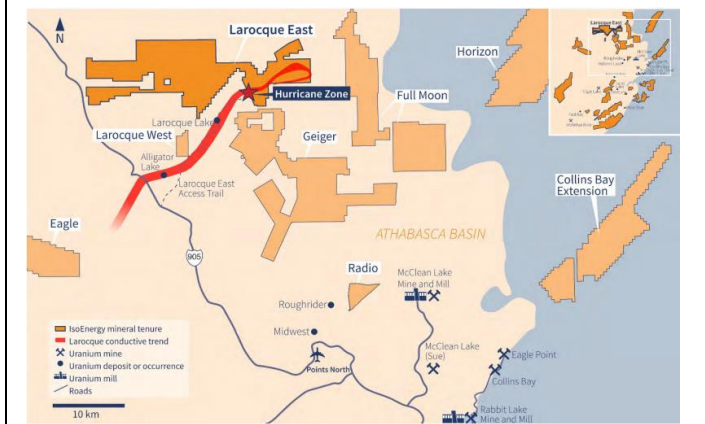 N
Larocque East
Hurricane Zone
Larocque Lake
Larocque West
Alligator
Lake
Larocque East
Access Trail
Geiger
Full Moon
Horizon
Larocque East
Collins Bay
Extension
Eagle
905
ATHABASCA BASIN
Radio
McClean Lake
Mine and Mill
Roughrider
Midwest
Points North
McClean Lake
(Sue)
Eagle Point
Collins Bay
Rabbit Lake
Mine and Mill
IsoEnergy mineral tenure
Larocque conductive trend
Uranium mine
Uranium deposit or occurrence
Uranium mill
Roads
10 km